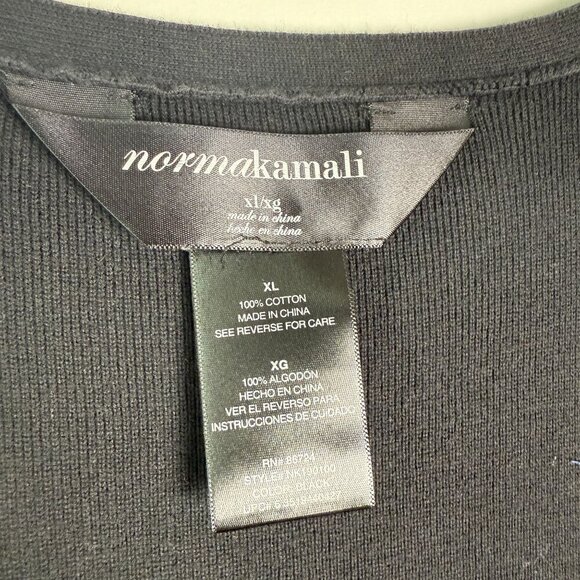 normakamali
xl/xg
made in china
hecho en china
XL
100% COTTON
MADE IN CHINA
SEE REVERSE FOR CARE
XG
100% ALGODÓN
HECHO EN CHINA
VER EL REVERSO PARA
INSTRUCCIONES DE CUIDADO